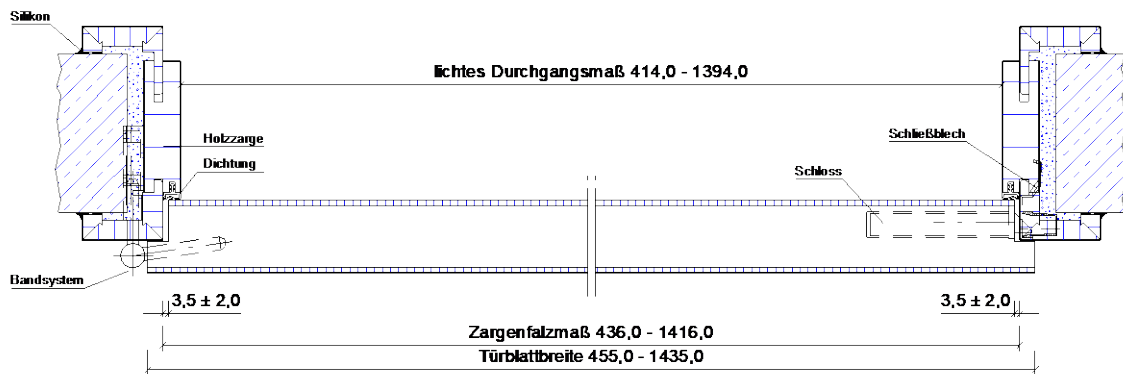 Silikon
lichtes Durchgangsmaß 414,0 - 1394,0
Holzzarge
Schließblech
Dichtung
Schloss
Bandsystem
3,5 ± 2,0
3,5 ± 2,0
Zargenfalzmaß 436,0 - 1416,0
Türblattbreite 455,0 - 1435,0